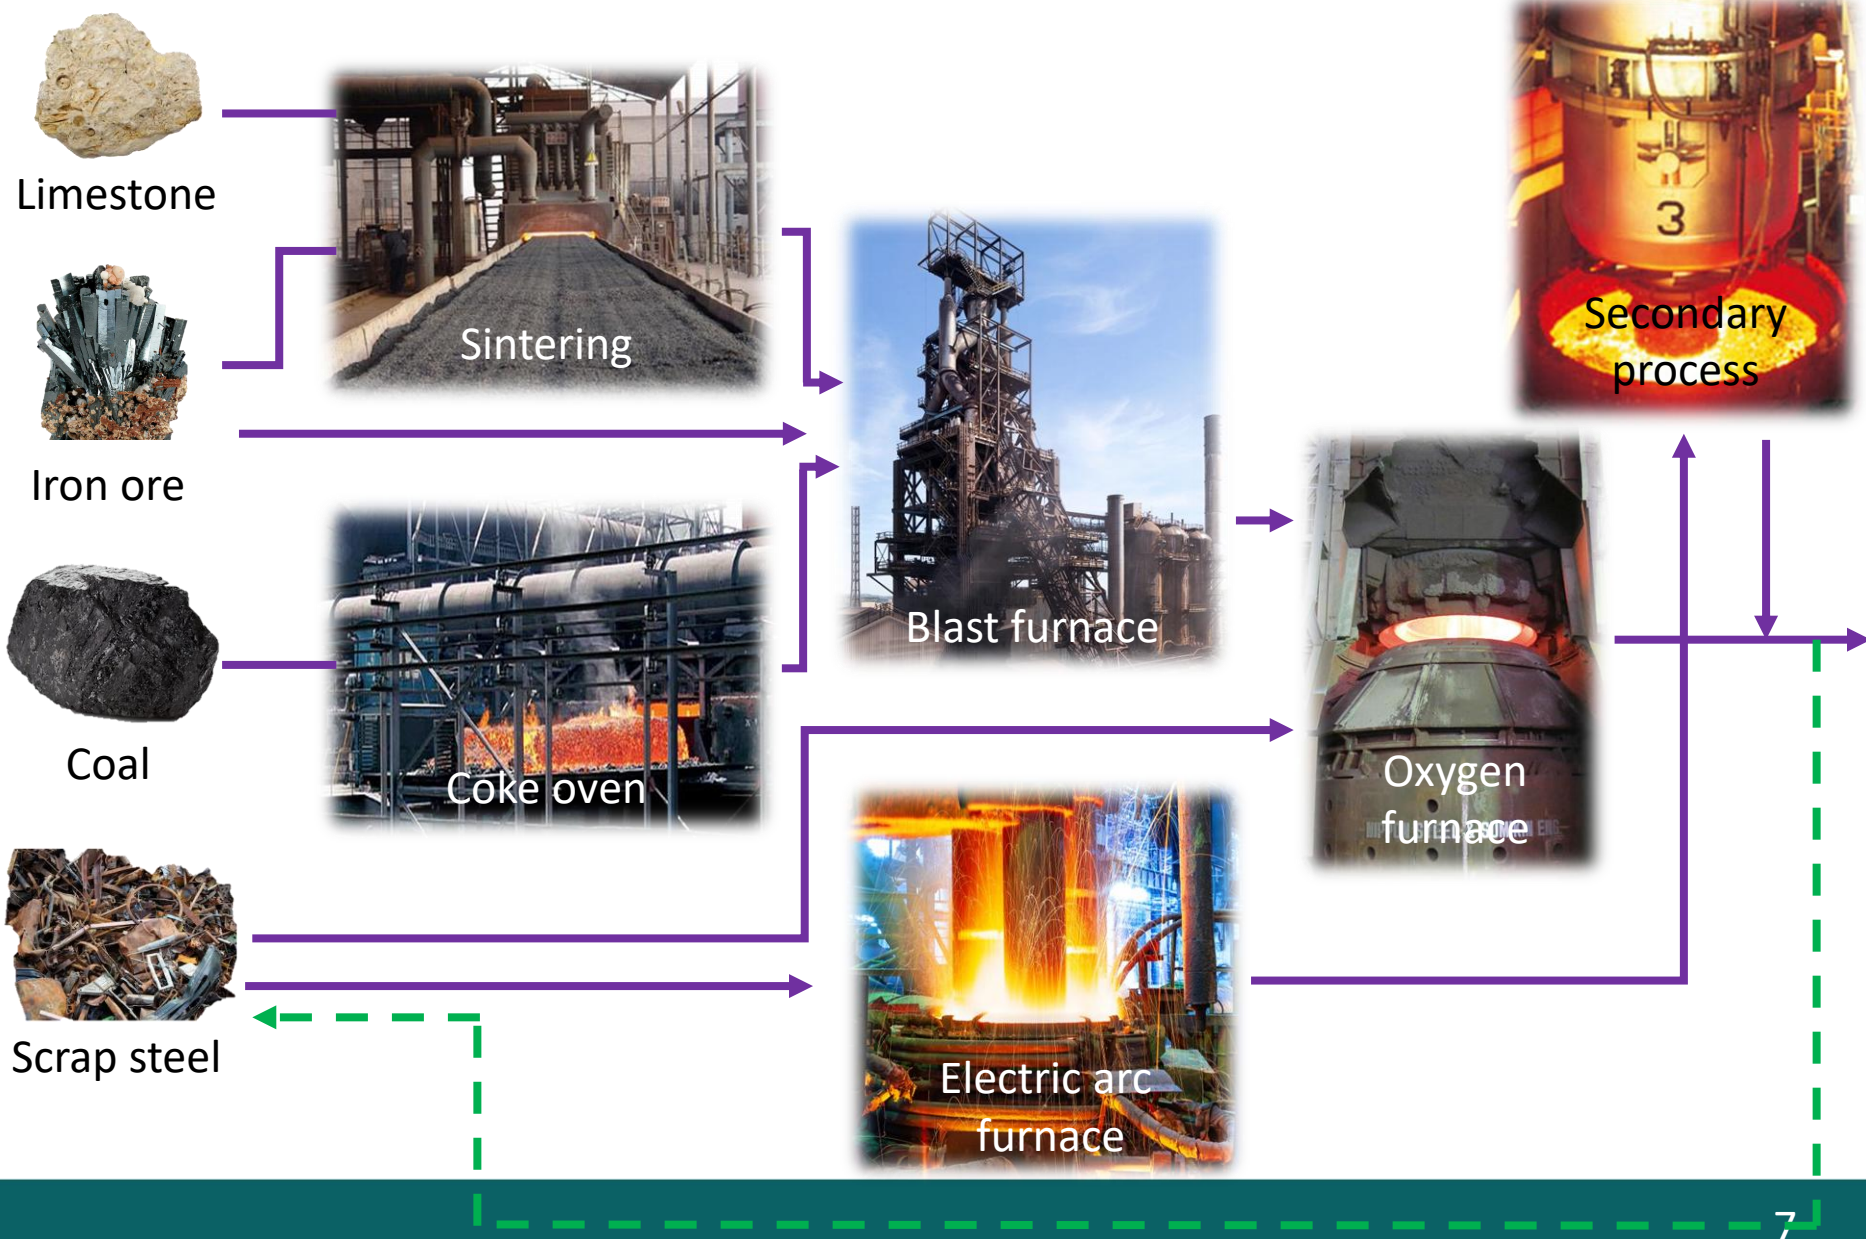 Limestone
Sintering
Iron ore
Coal
Coke oven
Scrap steel
Blast furnace
Electric arc
furnace
Oxygen
furnace
3
Secondary
process
7